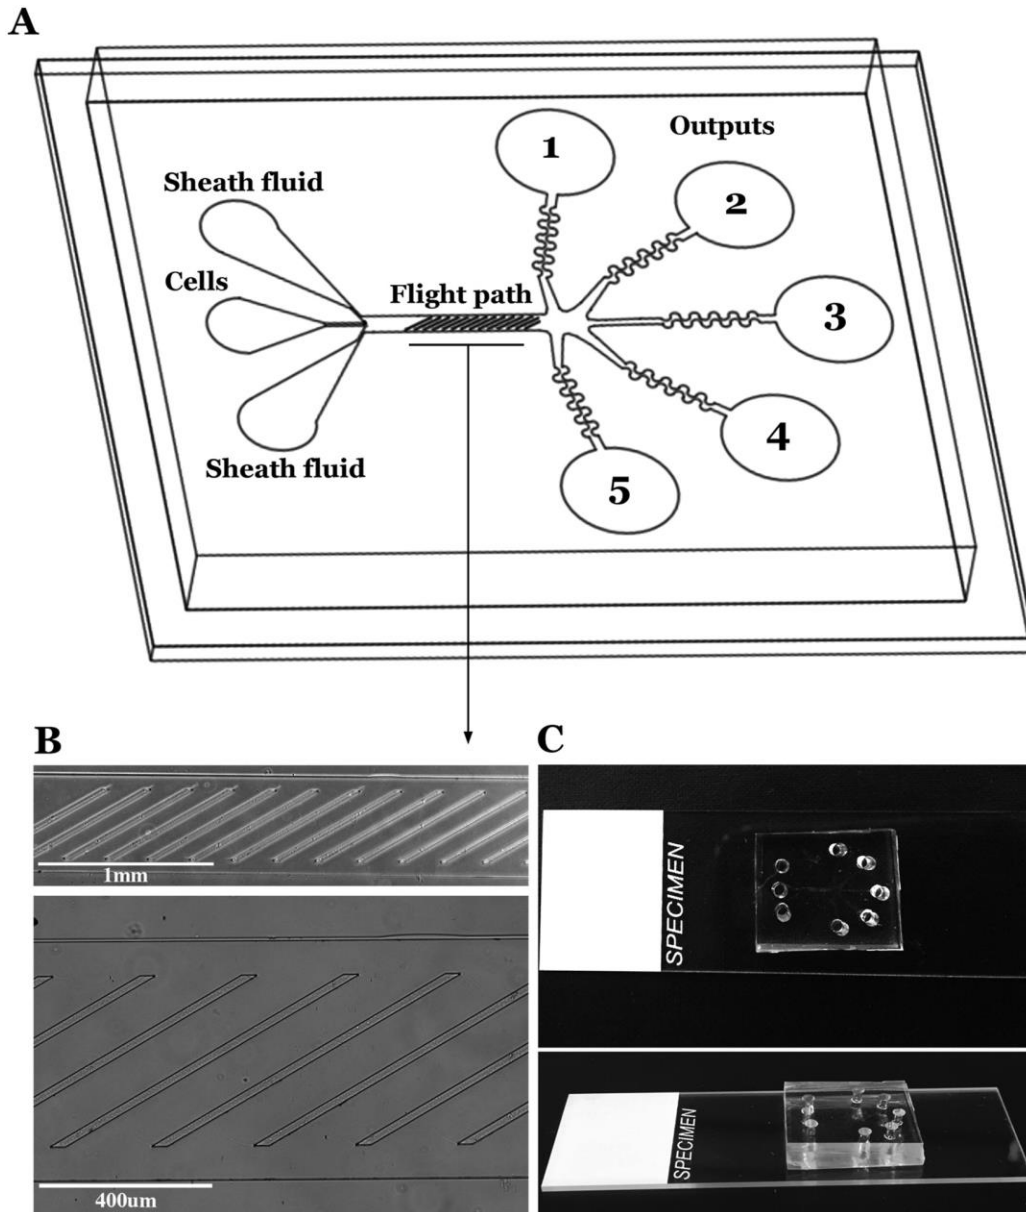 A
Outputs
1
Sheath fluid
2
Cells
Flight path
3
4
Sheath fluid
5
B
1mm
400um
C
SPECIMEN
SPECIMEN